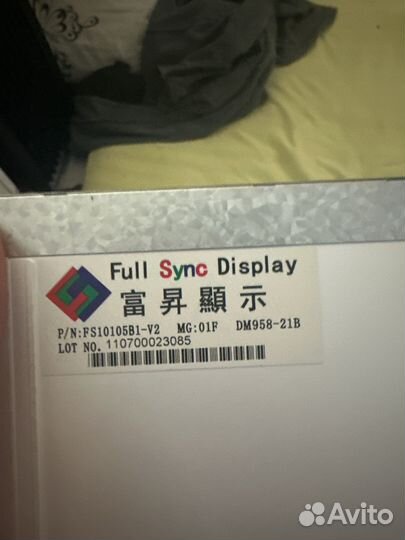 Full Sync Display
富昇顯示
P/N:FS10105B1-V2 MG:01F DM958-21B
LOT NO. 110700023085
Avito